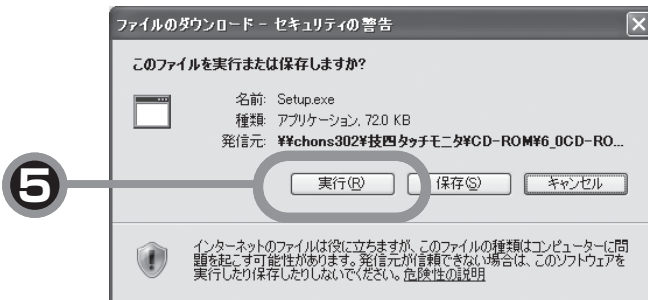 ファイルのダウンロード - セキュリティの警告
このファイルを実行または保存しますか?
名前: Setup.exe
種類: アプリケーション, 72.0 KB
発信元: ¥¥chons302¥技四タッチモニタ¥CD-ROM¥6_0CD-RO...
5
実行(R)
保存(S)
キャンセル
インターネットのファイルは役に立ちますが、このファイルの種類はコンピューターに問
題を起こす可能性があります。発信元が信頼できない場合は、このソフトウェアを
実行したり保存したりしないでください。危険性の説明